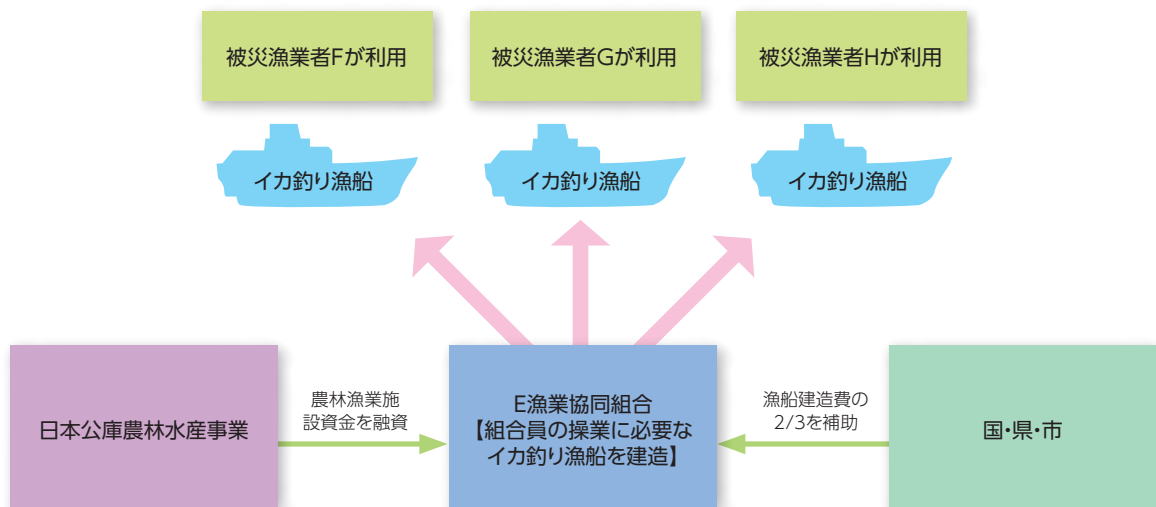 被災漁業者Fが利用
被災漁業者Gが利用
被災漁業者Hが利用
イカ釣り漁船
イカ釣り漁船
イカ釣り漁船
日本公庫農林水産事業
農林漁業施
設資金を融資
E漁業協同組合
【組合員の操業に必要な
イカ釣り漁船を建造】
漁船建造費の
2/3を補助
国・県・市